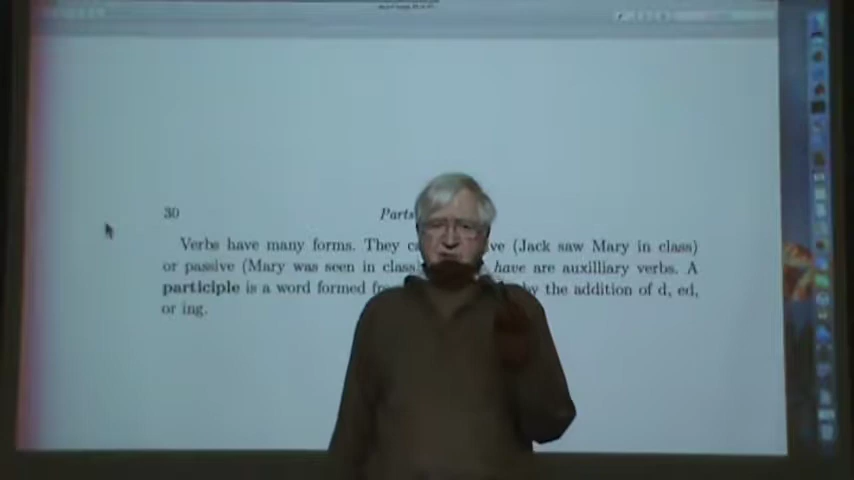 30 Parts
Verbs have many forms. They ve (Jack saw Mary in class)
or passive (Mary was seen in class have are auxilliary verbs. A
participle is a word formed by the addition of d, ed,
or ing.